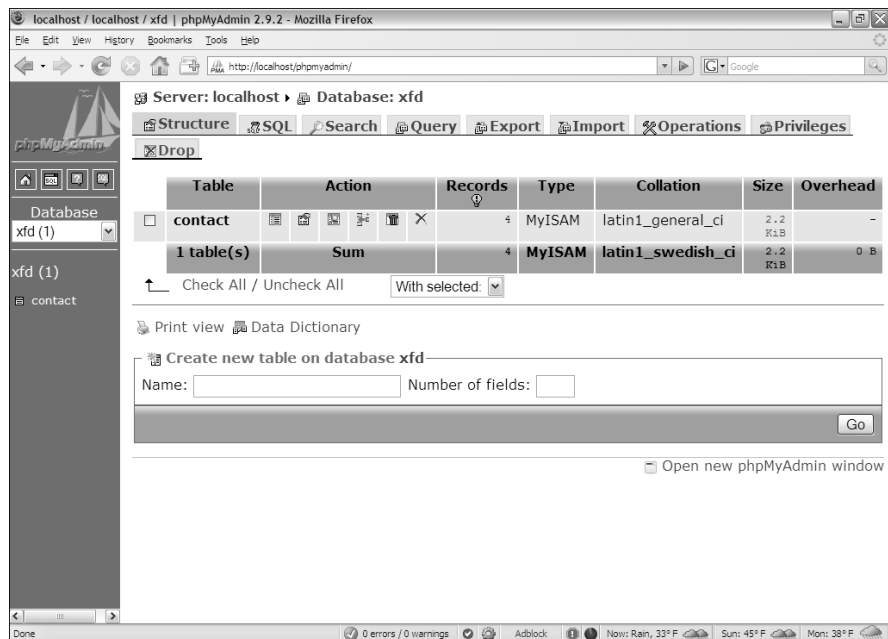 localhost / localhost / xfd | phpMyAdmin 2.9.2 - Mozilla Firefox
File Edit View History Bookmarks Tools Help
http://localhost/phpmyadmin/ G Google
phpMyAdmin
SQL
Database
xfd (1)
xfd (1)
contact
Server: localhost Database: xfd
Structure SQL Search Query Export Import Operations Privileges
Drop
Table Action Records Type Collation Size Overhead
contact 4 MyISAM latin1_general_ci 2.2 KiB -
1 table(s) Sum 4 MyISAM latin1_swedish_ci 2.2 KiB 0 B
Check All / Uncheck All With selected:
Print view Data Dictionary
Create new table on database xfd
Name: Number of fields:
Go
Open new phpMyAdmin window
Done 0 errors / 0 warnings Adblock Now: Rain, 33° F Sun: 45° F Mon: 38° F